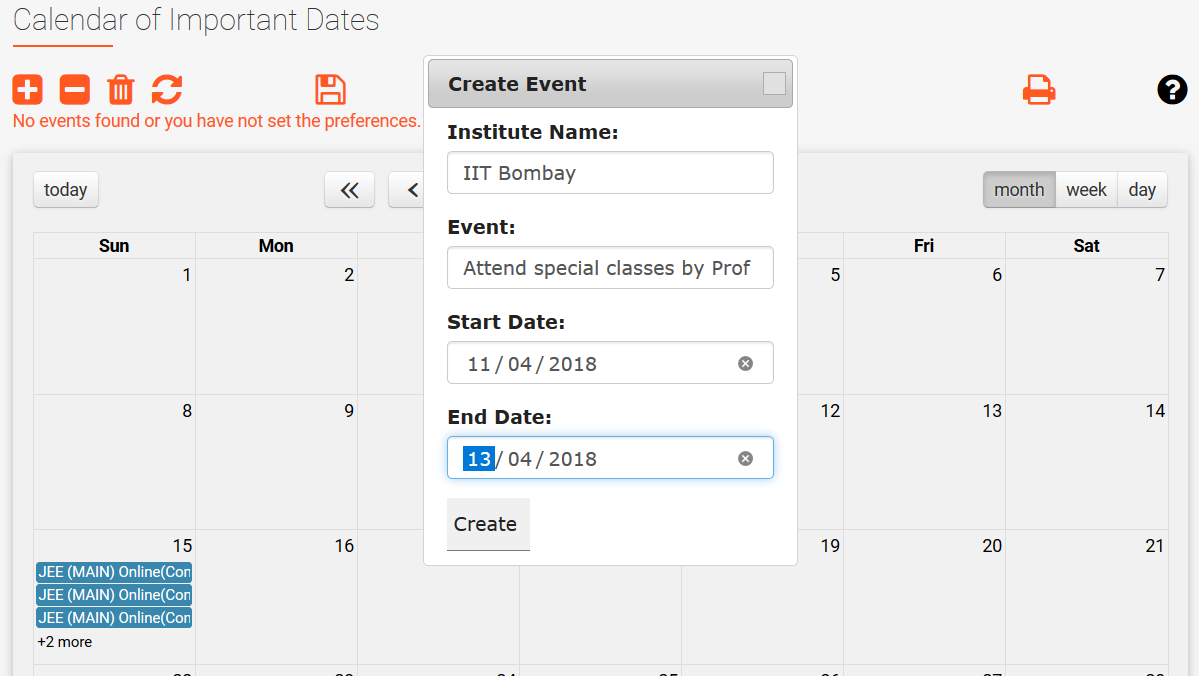 Calendar of Important Dates
No events found or you have not set the preferences.
Create Event
Institute Name:
IIT Bombay
Event:
Attend special classes by Prof
Start Date:
11/04/2018
End Date:
13/04/2018
Create
today
month week day
Sun Mon Fri Sat
1 2 5 6 7
8 9 12 13 14
15 16 19 20 21
JEE (MAIN) Online(Con
JEE (MAIN) Online(Con
JEE (MAIN) Online(Con
+2 more